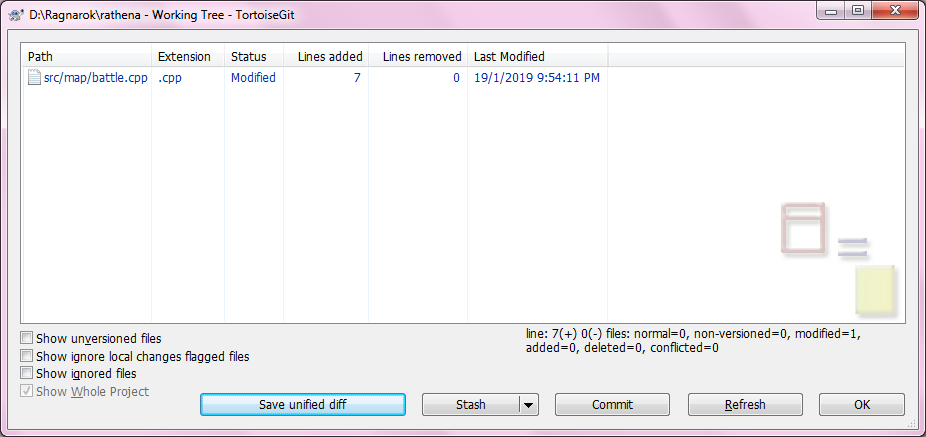 D:\Ragnarok\rathena - Working Tree - TortoiseGit
Path Extension Status Lines added Lines removed Last Modified
src/map/battle.cpp .cpp Modified 7 0 19/1/2019 9:54:11 PM
Show unversioned files
line: 7(+) 0(-) files: normal=0, non-versioned=0, modified=1,
added=0, deleted=0, conflicted=0
Show ignore local changes flagged files
Show ignored files
Show Whole Project
Save unified diff Stash Commit Refresh OK